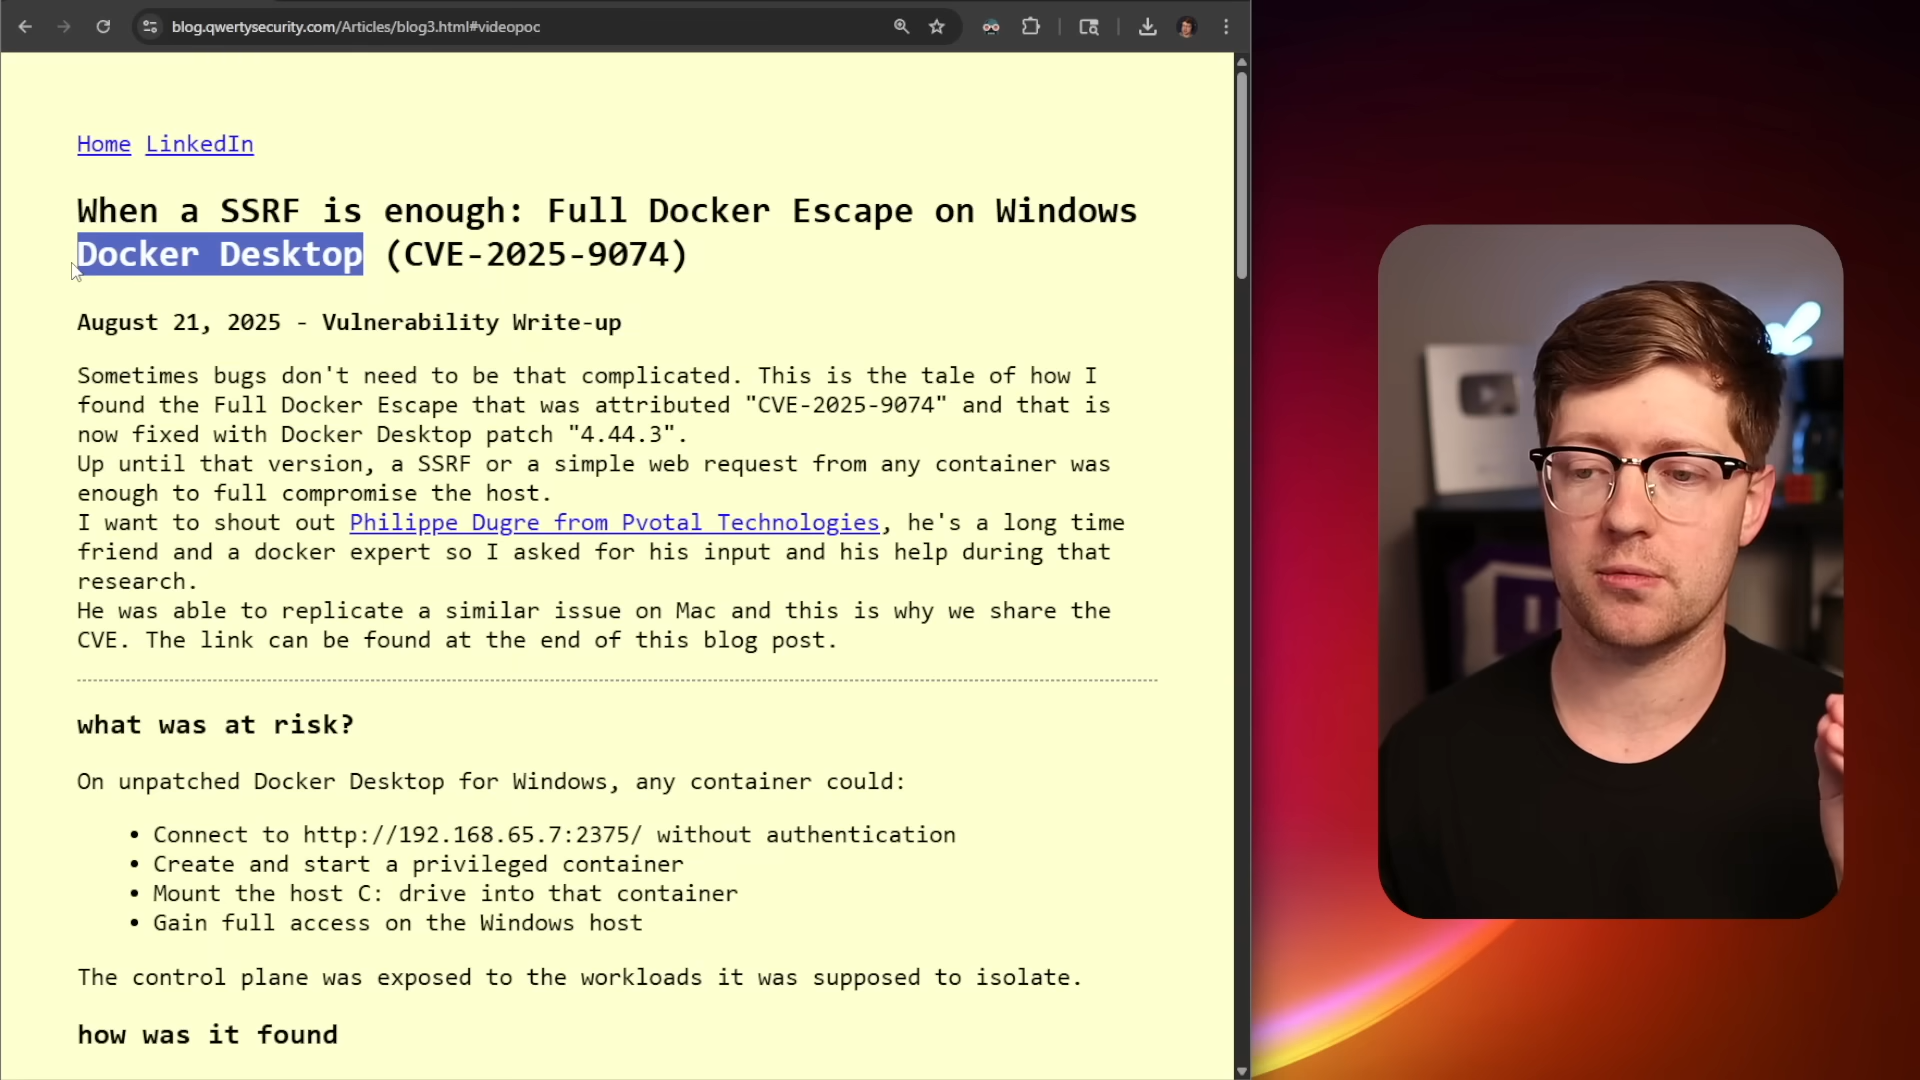 blog.qwertysecurity.com/Articles/blog3.html#videopoc
Home LinkedIn
When a SSRF is enough: Full Docker Escape on Windows
Docker Desktop (CVE-2025-9074)
August 21, 2025 - Vulnerability Write-up
Sometimes bugs don't need to be that complicated. This is the tale of how I
found the Full Docker Escape that was attributed "CVE-2025-9074" and that is
now fixed with Docker Desktop patch "4.44.3".
Up until that version, a SSRF or a simple web request from any container was
enough to full compromise the host.
I want to shout out Philippe Dugre from Pvotal Technologies, he's a long time
friend and a docker expert so I asked for his input and his help during that
research.
He was able to replicate a similar issue on Mac and this is why we share the
CVE. The link can be found at the end of this blog post.
what was at risk?
On unpatched Docker Desktop for Windows, any container could:
• Connect to http://192.168.65.7:2375/ without authentication
• Create and start a privileged container
• Mount the host C: drive into that container
• Gain full access on the Windows host
The control plane was exposed to the workloads it was supposed to isolate.
how was it found